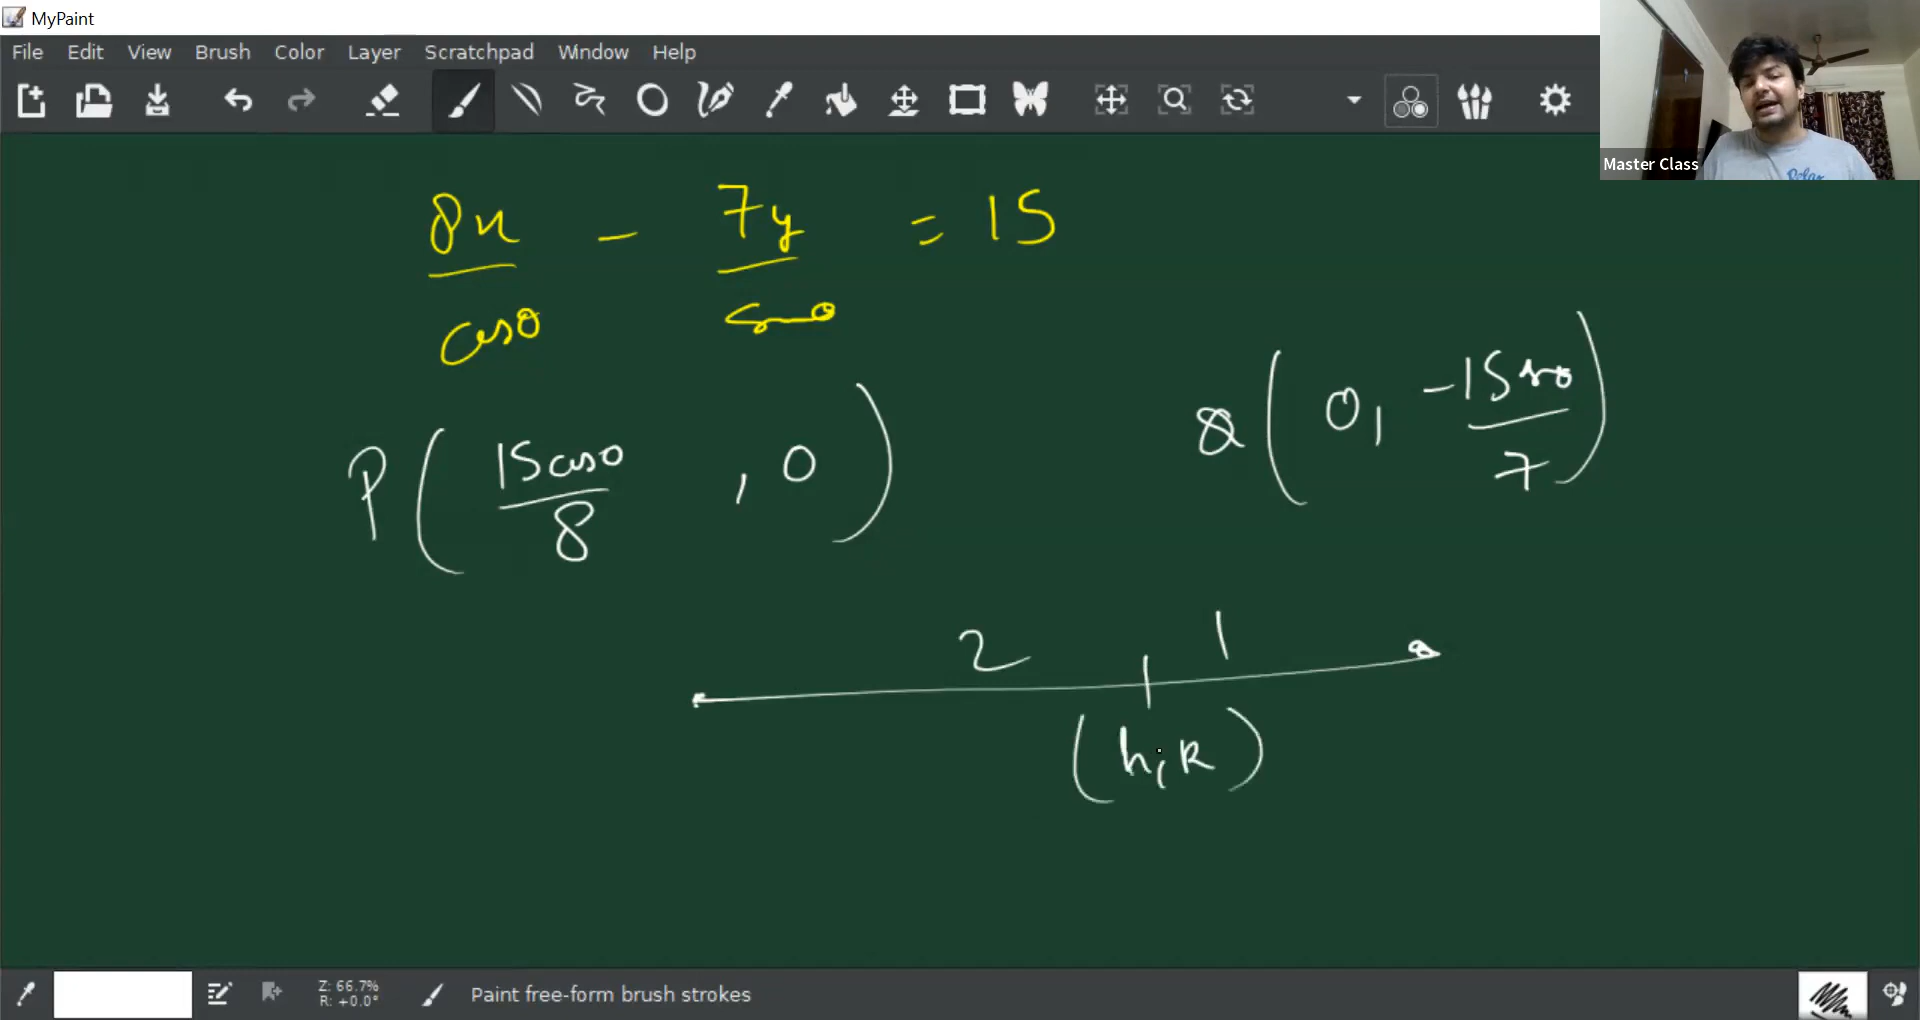 MyPaint
File Edit View Brush Color Layer Scratchpad Window Help
Master Class
8x/cosθ - 7y/sinθ = 15
P(15cosθ/8, 0)
Q(0, -15sinθ/7)
2 1
(h, k)
Z: 66.7%
R: +0.0°
Paint free-form brush strokes